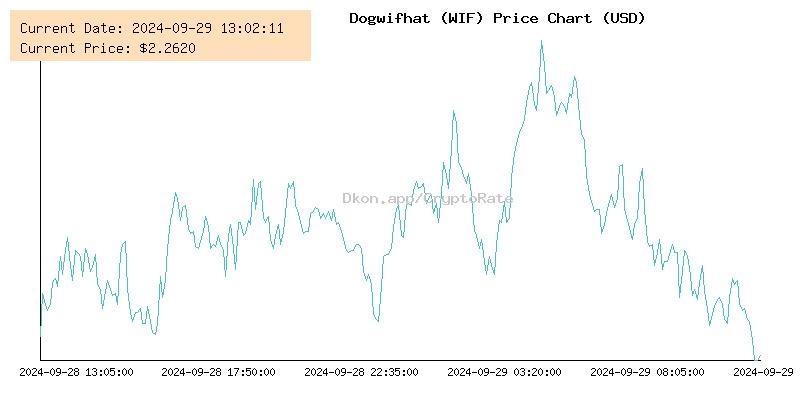 Dogwifhat (WIF) Price Chart (USD)
Current Date: 2024-09-29 13:02:11
Current Price: $2.2620
Dkon.app/CryptoRate
2024-09-28 13:05:00 2024-09-28 17:50:00 2024-09-28 22:35:00 2024-09-29 03:20:00 2024-09-29 08:05:00 2024-09-29